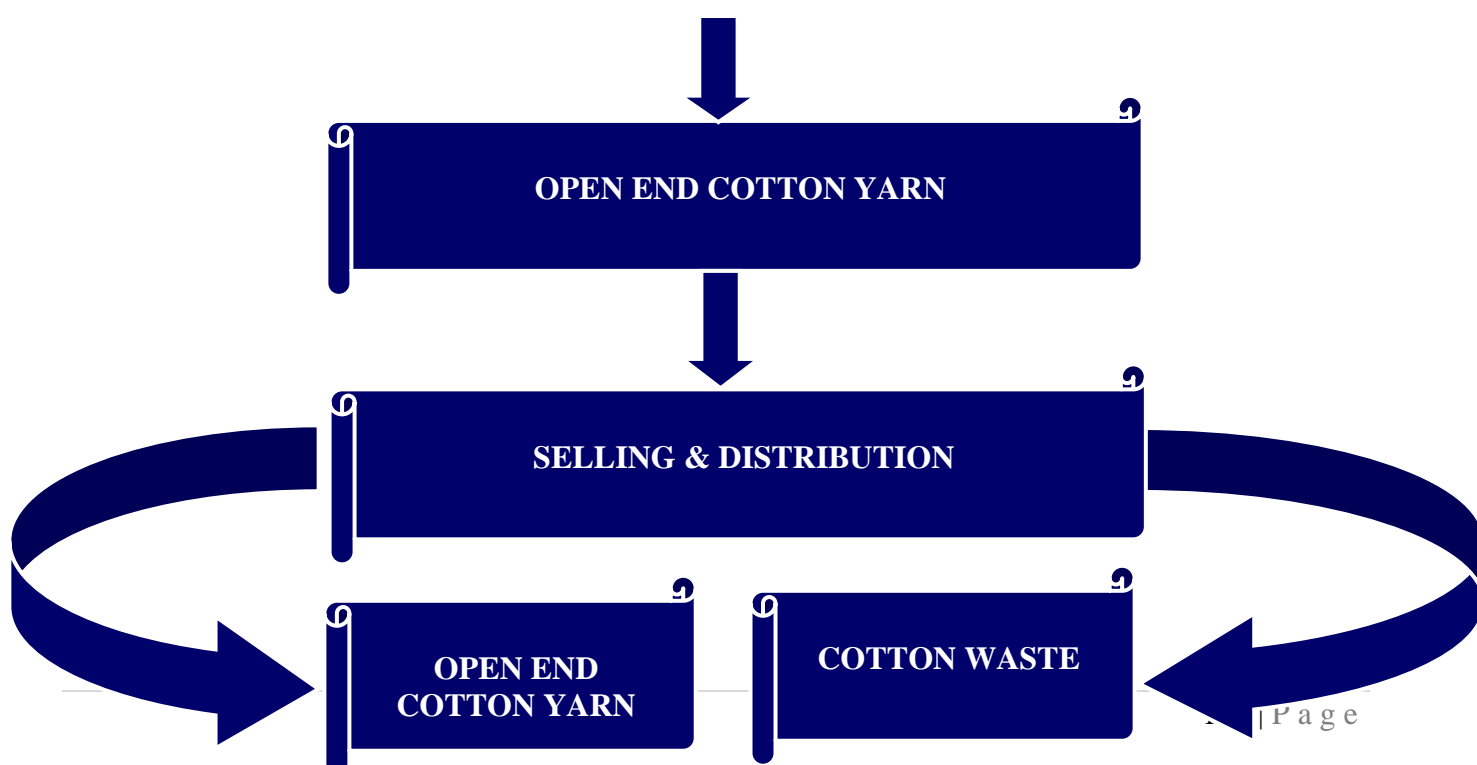 OPEN END COTTON YARN
SELLING & DISTRIBUTION
OPEN END
COTTON YARN
COTTON WASTE
| P a g e